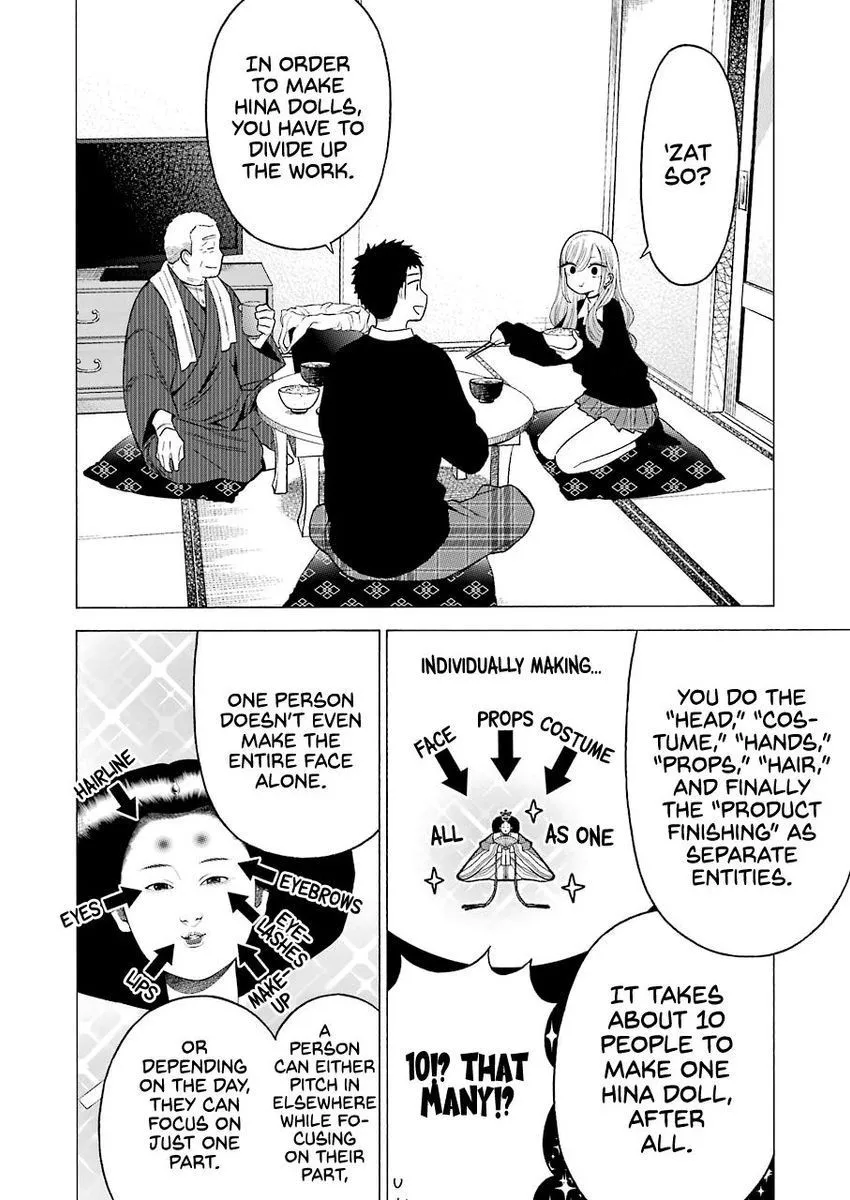 'ZAT
SO?
IN ORDER
TO MAKE
HINA DOLLS,
YOU HAVE TO
DIVIDE UP
THE WORK.
YOU DO THE
"HEAD," "COS-
TUME," "HANDS,"
"PROPS," "HAIR,"
AND FINALLY
THE "PRODUCT
FINISHING" AS
SEPARATE
ENTITIES.
INDIVIDUALLY MAKING...
FACE
PROPS
COSTUME
ALL
AS ONE
IT TAKES
ABOUT 10
PEOPLE TO
MAKE ONE
HINA DOLL,
AFTER
ALL.
10!? THAT
MANY!?
ONE PERSON
DOESN'T EVEN
MAKE THE
ENTIRE FACE
ALONE.
HAIRLINE
EYES
EYEBROWS
EYE-
LASHES
LIPS
MAKE-
UP
A
PERSON
CAN EITHER
PITCH IN
ELSEWHERE
WHILE FO-
CUSING
ON THEIR
PART,
OR
DEPENDING
ON THE DAY,
THEY CAN
FOCUS ON
JUST ONE
PART.